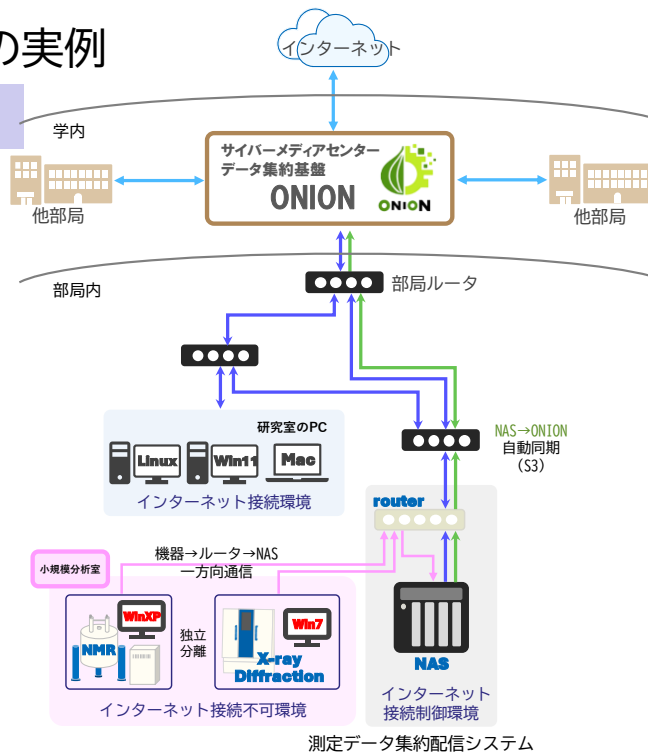 の実例
インターネット
学内
サイバーメディアセンター
データ集約基盤
ONION
ONION
他部局
他部局
部局内
部局ルータ
研究室のPC
Linux
Win11
Mac
インターネット接続環境
NAS→ONION
自動同期
(S3)
router
機器→ルータ→NAS
一方向通信
小規模分析室
WinXP
NMR
独立
分離
Win7
X-ray
Diffraction
NAS
インターネット接続不可環境
インターネット
接続制御環境
測定データ集約配信システム